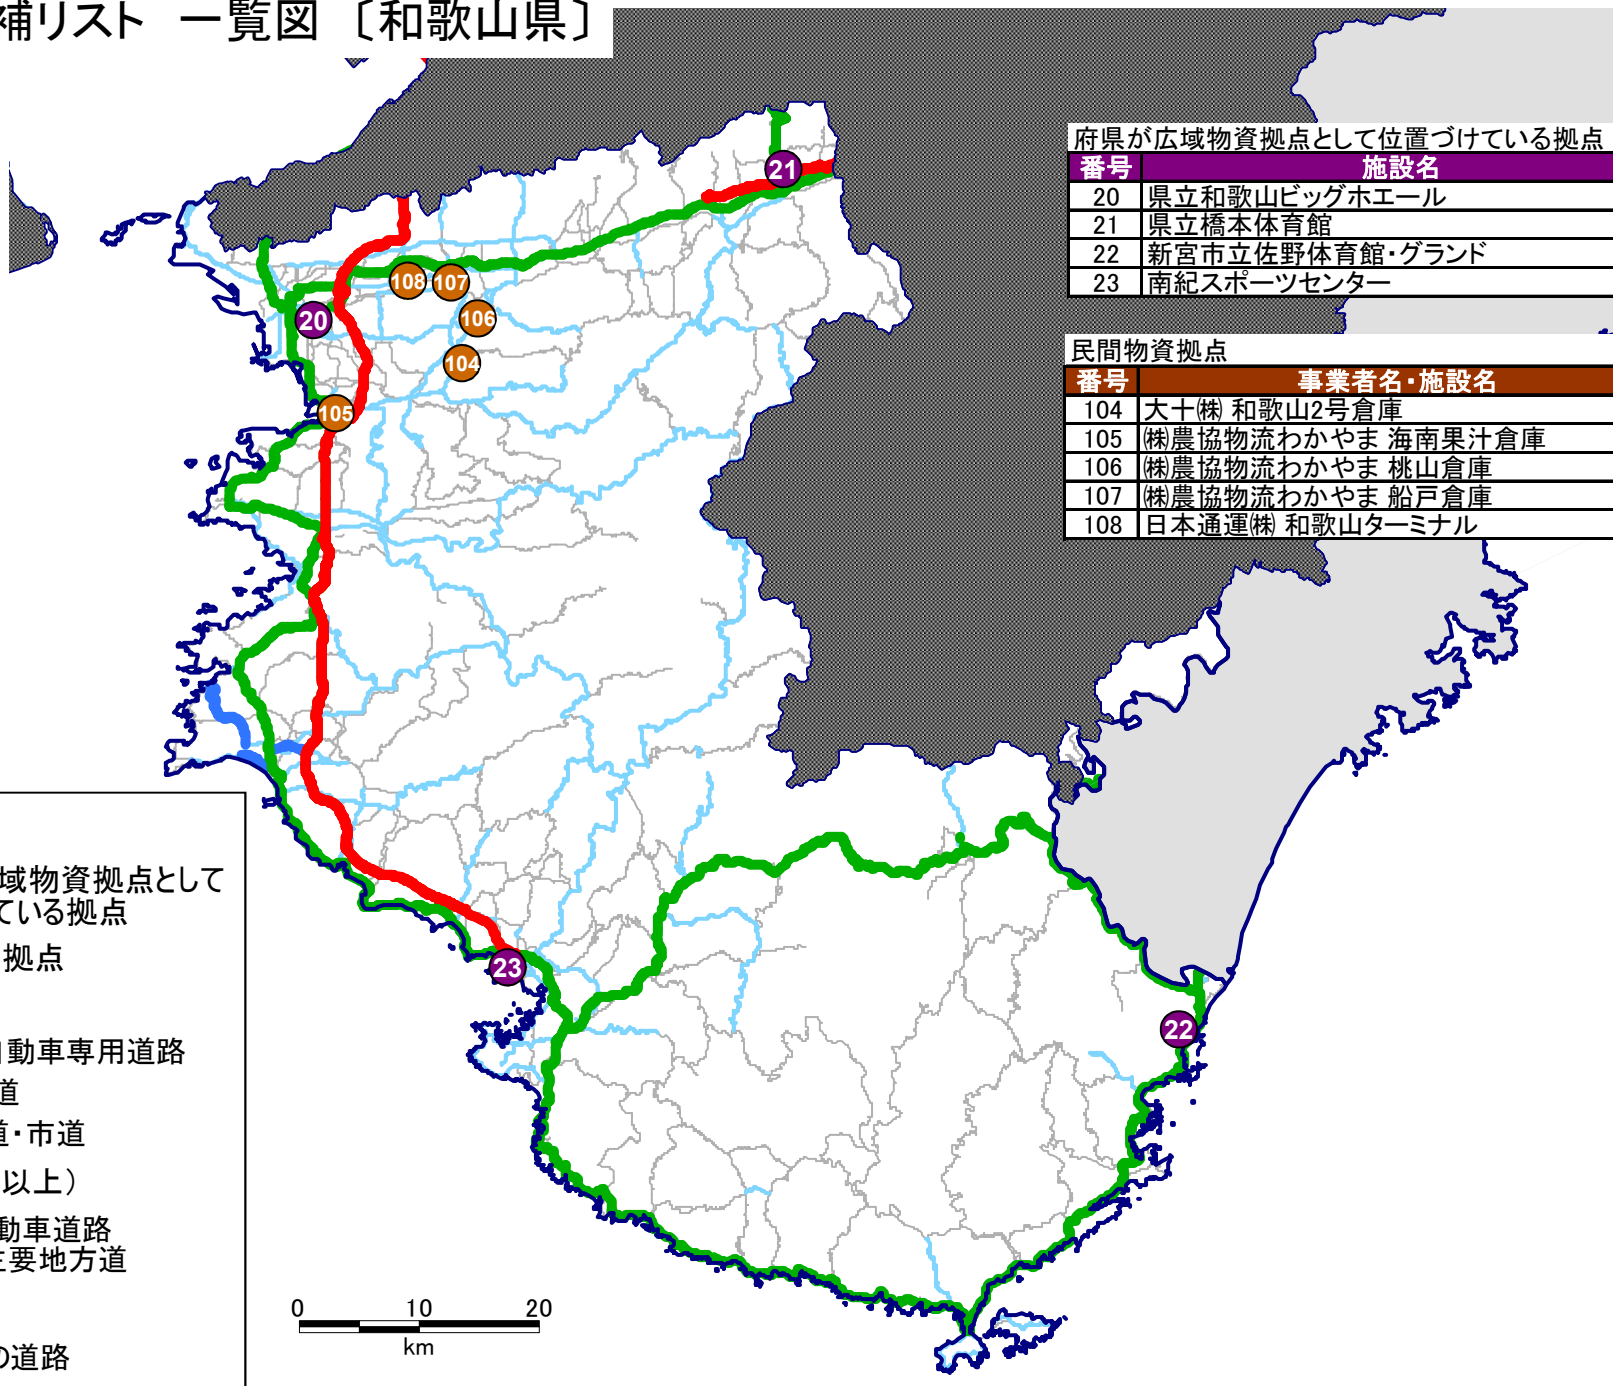 補リスト 一覧図 〔和歌山県〕
府県が広域物資拠点として位置づけている拠点
番号 施設名
20 県立和歌山ビッグホエール
21 県立橋本体育館
22 新宮市立佐野体育館・グランド
23 南紀スポーツセンター
民間物資拠点
番号 事業者名・施設名
104 大十㈱ 和歌山2号倉庫
105 ㈱農協物流わかやま 海南果汁倉庫
106 ㈱農協物流わかやま 桃山倉庫
107 ㈱農協物流わかやま 船戸倉庫
108 日本通運㈱ 和歌山ターミナル
21
108
107
20
106
104
105
23
22
域物資拠点として
ている拠点
拠点
動車専用道路
道
道・市道
以上）
動車道路
主要地方道
の道路
0 10 20
km